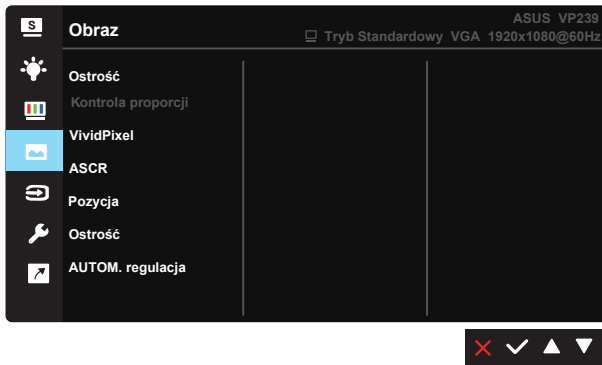 S
Obraz
ASUS VP239
Tryb Standardowy VGA 1920x1080@60Hz
Ostrość
Kontrola proporcji
VividPixel
ASCR
Pozycja
Ostrość
AUTOM. regulacja